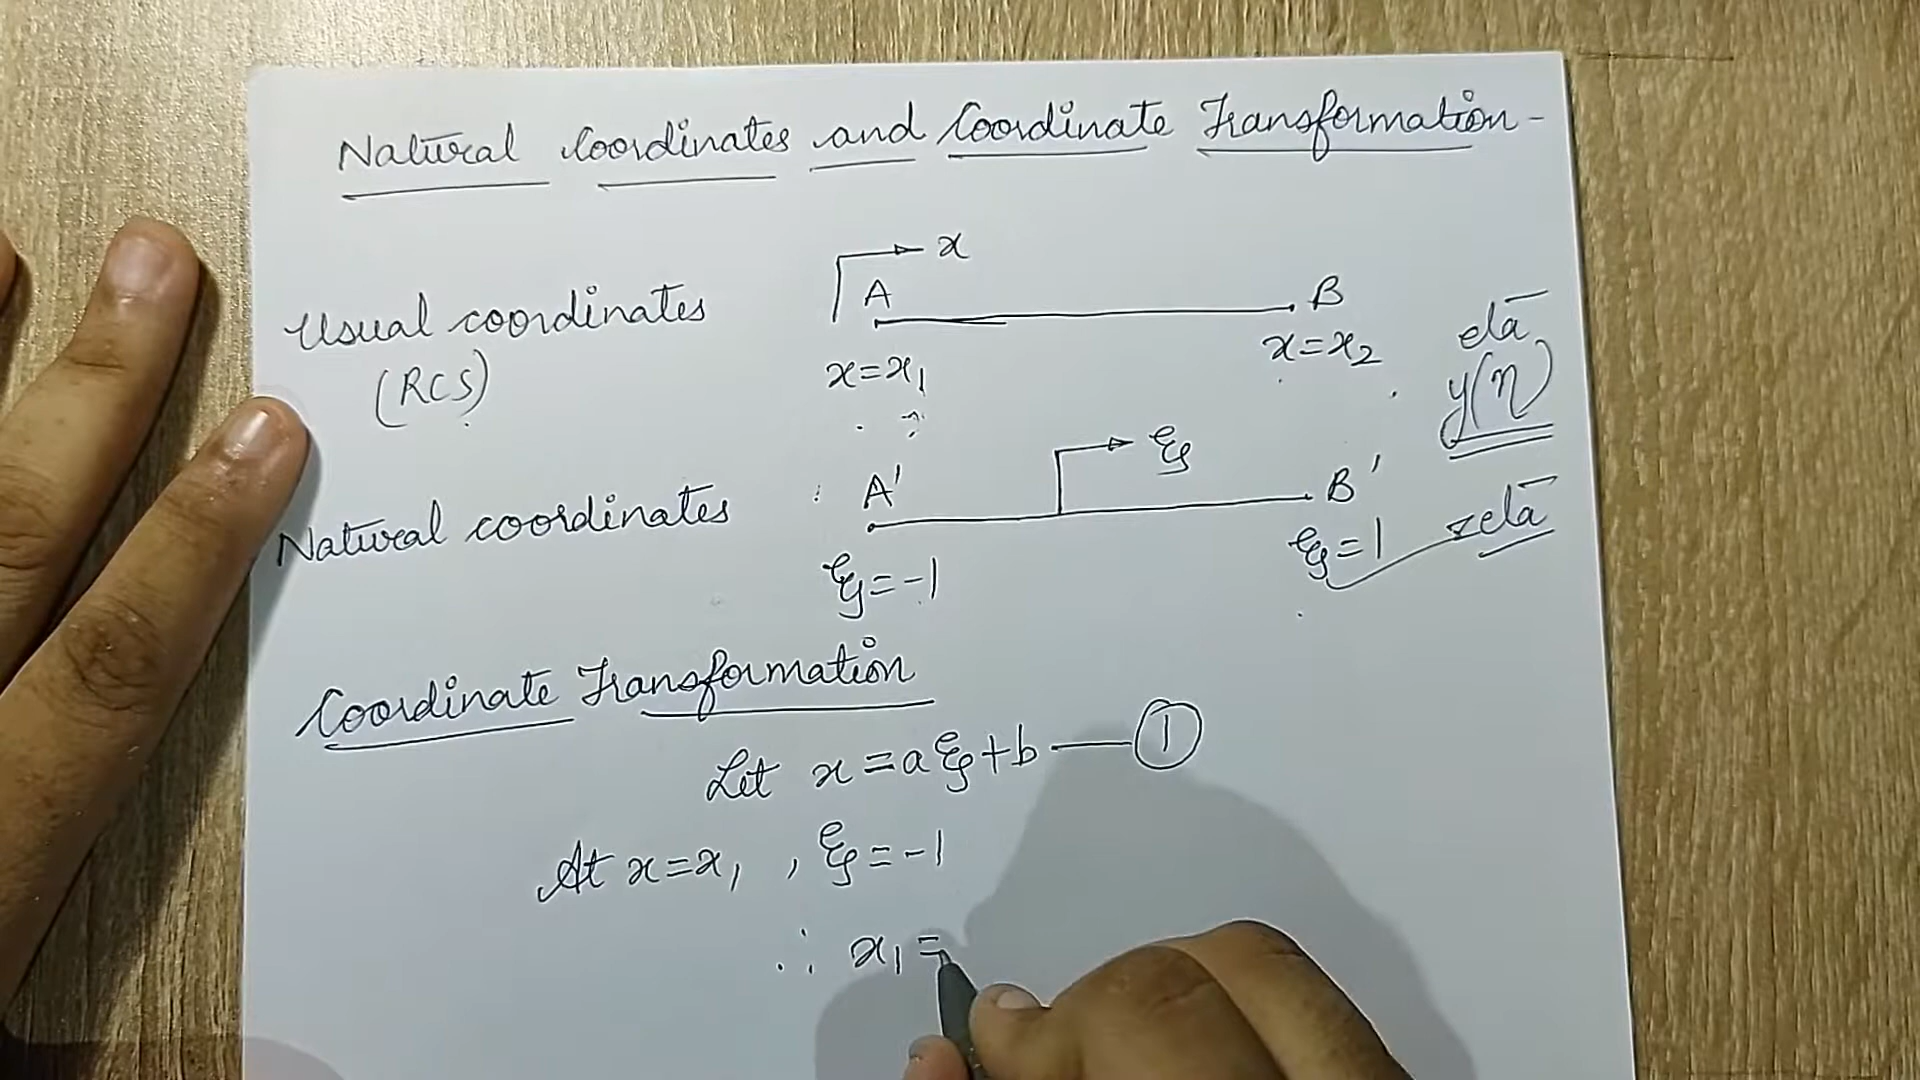 Natural Coordinates and Coordinate Transformation -
Usual coordinates
(RCS)
x
A
B
x=x₁
x=x₂
eta
y(η)
Natural coordinates
ξ
A'
B'
ξ=-1
ξ=1
zeta
Coordinate Transformation
Let x=aξ+b — ①
At x=x₁ , ξ=-1
∴ x₁=